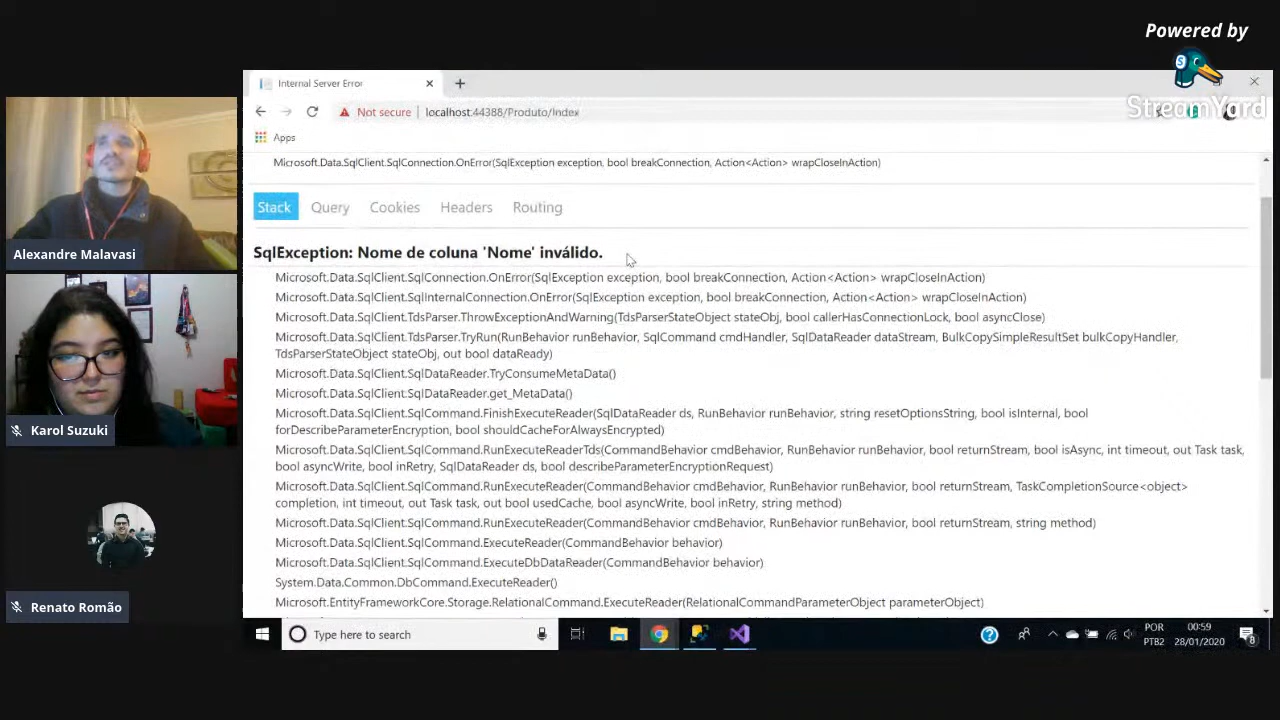 Powered by
StreamYard
Internal Server Error
Not secure
localhost:44388/Produto/Index
Apps
Microsoft.Data.SqlClient.SqlConnection.OnError(SqlException exception, bool breakConnection, Action<Action> wrapCloseInAction)
Stack Query Cookies Headers Routing
SqlException: Nome de coluna 'Nome' inválido.
Microsoft.Data.SqlClient.SqlConnection.OnError(SqlException exception, bool breakConnection, Action<Action> wrapCloseInAction)
Microsoft.Data.SqlClient.SqlInternalConnection.OnError(SqlException exception, bool breakConnection, Action<Action> wrapCloseInAction)
Microsoft.Data.SqlClient.TdsParser.ThrowExceptionAndWarning(TdsParserStateObject stateObj, bool callerHasConnectionLock, bool asyncClose)
Microsoft.Data.SqlClient.TdsParser.TryRun(RunBehavior runBehavior, SqlCommand cmdHandler, SqlDataReader dataStream, BulkCopySimpleResultSet bulkCopyHandler,
TdsParserStateObject stateObj, out bool dataReady)
Microsoft.Data.SqlClient.SqlDataReader.TryConsumeMetaData()
Microsoft.Data.SqlClient.SqlDataReader.get_MetaData()
Microsoft.Data.SqlClient.SqlCommand.FinishExecuteReader(SqlDataReader ds, RunBehavior runBehavior, string resetOptionsString, bool isInternal, bool
forDescribeParameterEncryption, bool shouldCacheForAlwaysEncrypted)
Microsoft.Data.SqlClient.SqlCommand.RunExecuteReaderTds(CommandBehavior cmdBehavior, RunBehavior runBehavior, bool returnStream, bool isAsync, int timeout, out Task task,
bool asyncWrite, bool inRetry, SqlDataReader ds, bool describeParameterEncryptionRequest)
Microsoft.Data.SqlClient.SqlCommand.RunExecuteReader(CommandBehavior cmdBehavior, RunBehavior runBehavior, bool returnStream, TaskCompletionSource<object>
completion, int timeout, out Task task, out bool usedCache, bool asyncWrite, bool inRetry, string method)
Microsoft.Data.SqlClient.SqlCommand.RunExecuteReader(CommandBehavior cmdBehavior, RunBehavior runBehavior, bool returnStream, string method)
Microsoft.Data.SqlClient.SqlCommand.ExecuteReader(CommandBehavior behavior)
Microsoft.Data.SqlClient.SqlCommand.ExecuteDbDataReader(CommandBehavior behavior)
System.Data.Common.DbCommand.ExecuteReader()
Microsoft.EntityFrameworkCore.Storage.RelationalCommand.ExecuteReader(RelationalCommandParameterObject parameterObject)
Alexandre Malavasi
Karol Suzuki
Renato Romão
Type here to search
POR
PTB2
00:59
28/01/2020
8